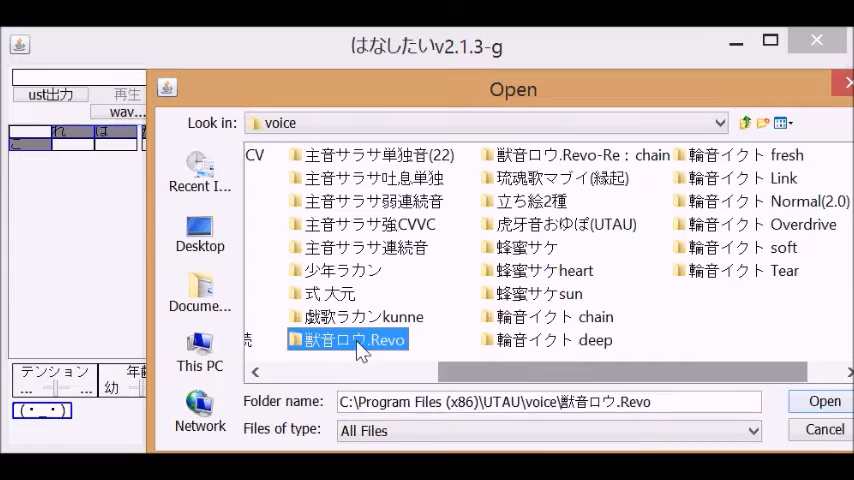 はなしたいv2.1.3-g
ust出力
再生
wav...
れ
は
こ
Open
Look in:
voice
CV
主音サラサ単独音(22)
主音サラサ吐息単独
主音サラサ弱連続音
主音サラサ強CVVC
主音サラサ連続音
少年ラカン
式 大元
戯歌ラカンkunne
獣音ロウ.Revo
獣音ロウ.Revo-Re：chain
琉魂歌マブイ(縁起)
立ち絵2種
虎牙音おゆぽ(UTAU)
蜂蜜サケ
蜂蜜サケheart
蜂蜜サケsun
輪音イクト chain
輪音イクト deep
輪音イクト fresh
輪音イクト Link
輪音イクト Normal(2.0)
輪音イクト Overdrive
輪音イクト soft
輪音イクト Tear
Recent I...
Desktop
Docume...
This PC
Network
テンション
年齢
...
...
幼
(・_・)
Folder name:
C:\Program Files (x86)\UTAU\voice\獣音ロウ.Revo
Open
Files of type:
All Files
Cancel